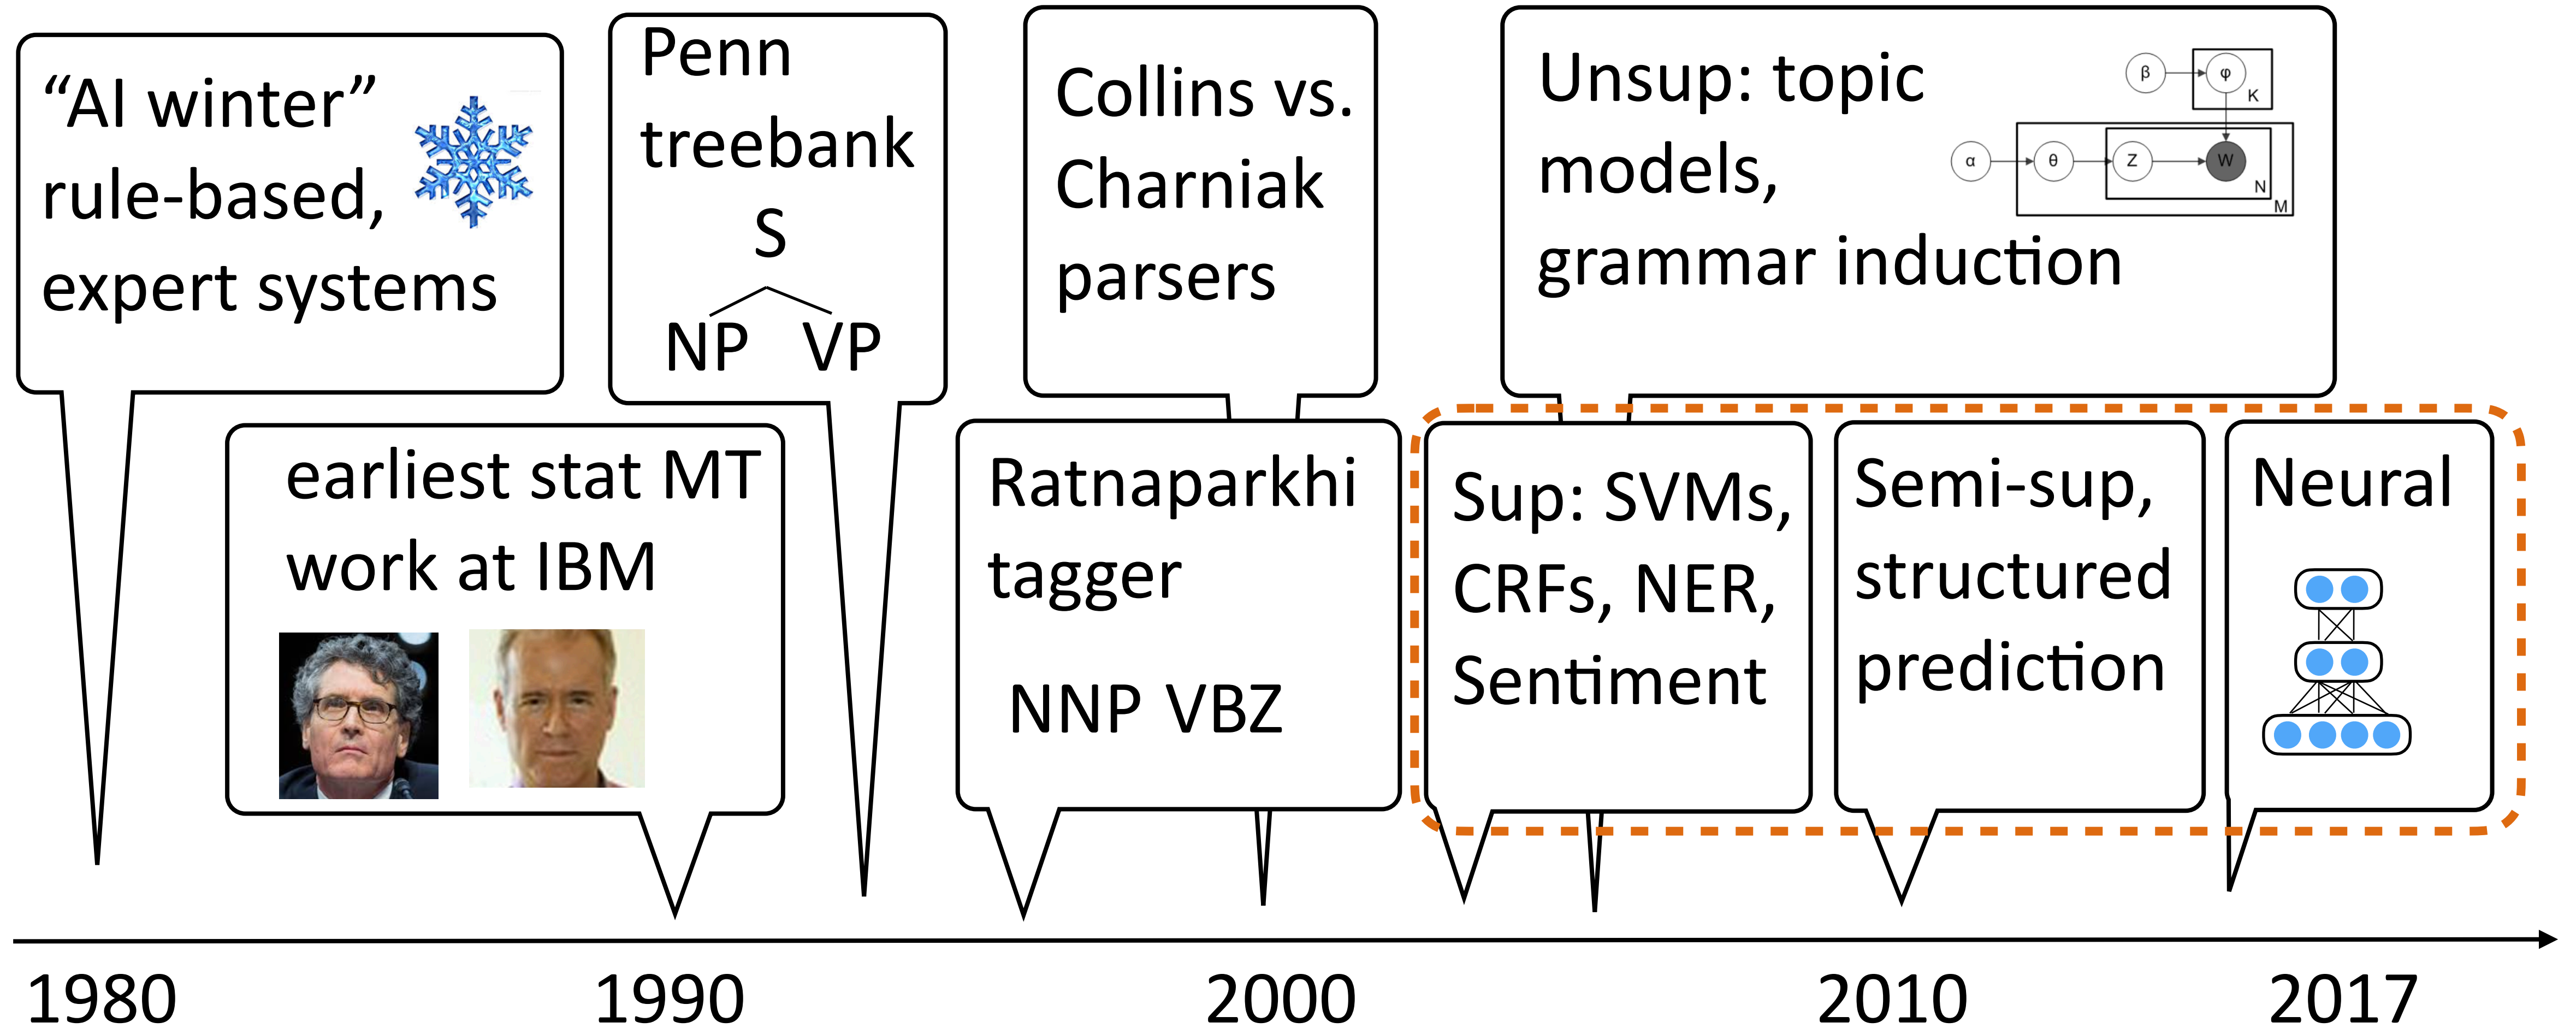 “AI winter”
rule-based,
expert systems
earliest stat MT
work at IBM
Penn
treebank
S
NP VP
Ratnaparkhi
tagger
NNP VBZ
Collins vs.
Charniak
parsers
Sup: SVMs,
CRFs, NER,
Sentiment
Unsup: topic
models,
grammar induction
β φ
K
α θ Z W
N
M
Semi-sup,
structured
prediction
Neural
1980 1990 2000 2010 2017